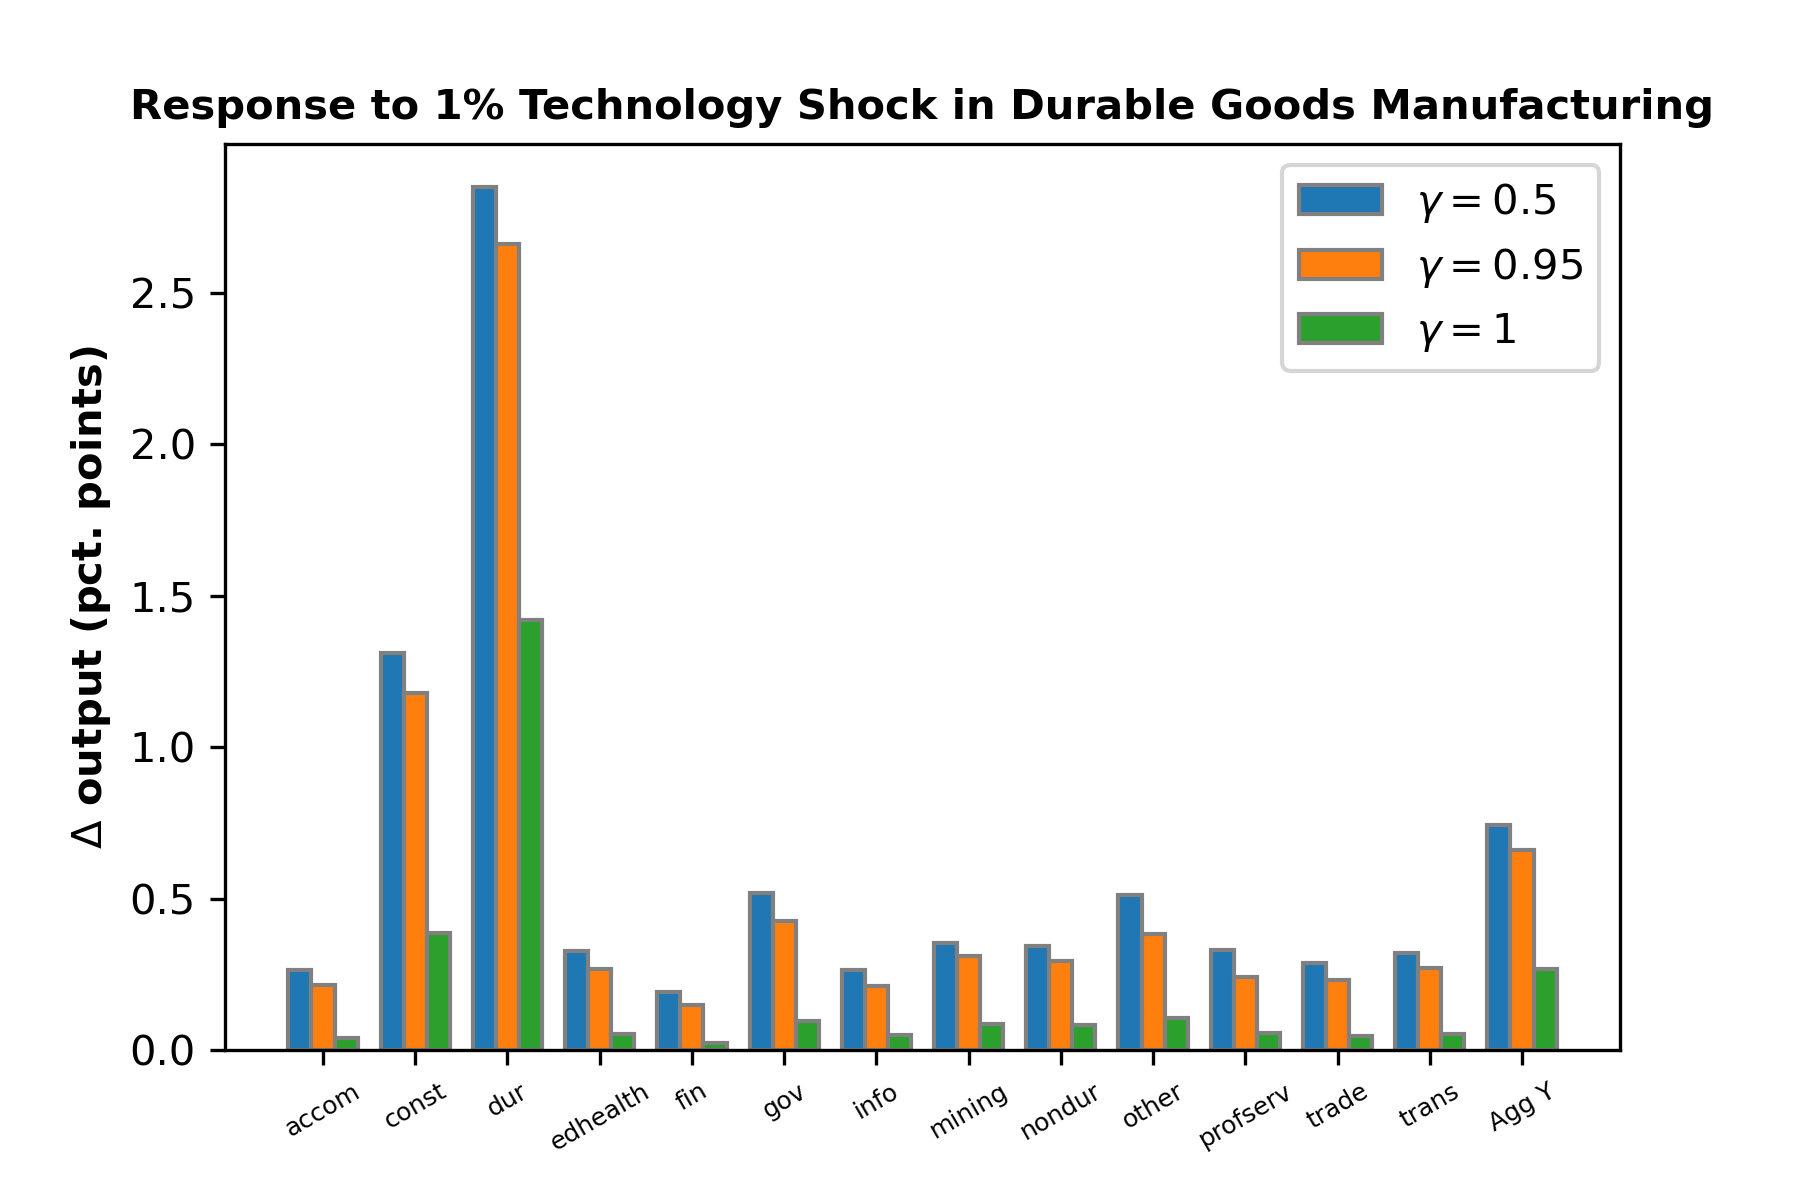 Response to 1% Technology Shock in Durable Goods Manufacturing
γ = 0.5
γ = 0.95
γ = 1
Δ output (pct. points)
2.5
2.0
1.5
1.0
0.5
0.0
accom const dur edhealth fin gov info mining nondur other profserv trade trans Agg Y